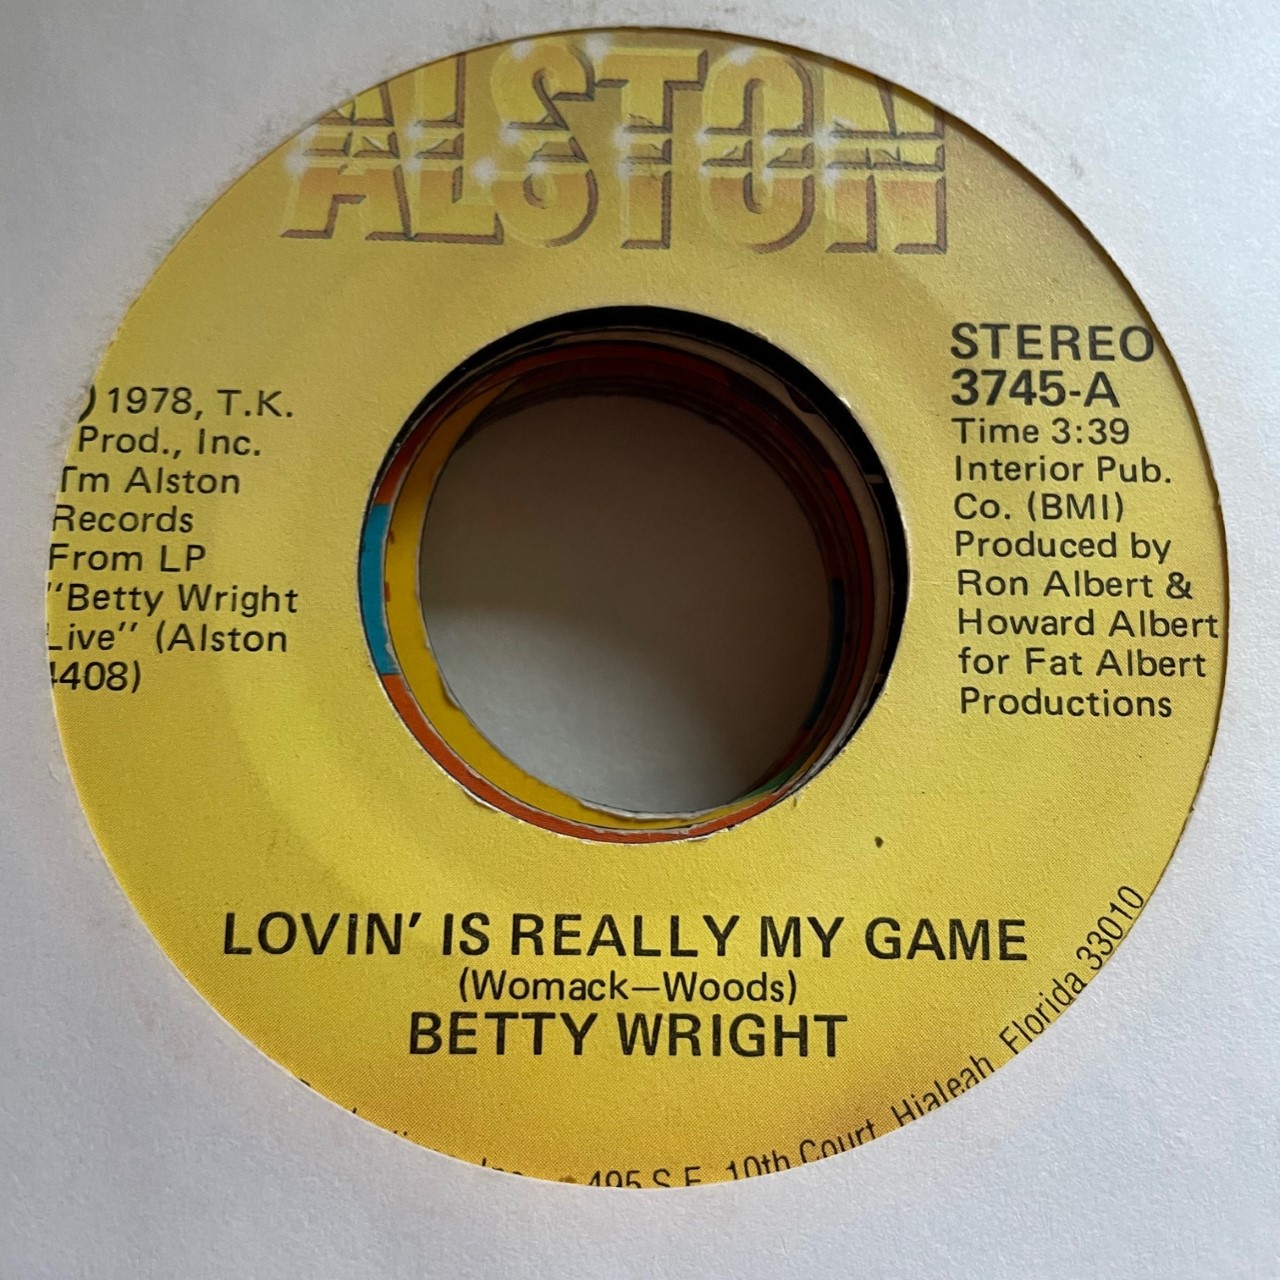 ALSTON
) 1978, T.K.
Prod., Inc.
Tm Alston
Records
From LP
"Betty Wright
Live" (Alston
4408)
STEREO
3745-A
Time 3:39
Interior Pub.
Co. (BMI)
Produced by
Ron Albert &
Howard Albert
for Fat Albert
Productions
LOVIN' IS REALLY MY GAME
(Womack—Woods)
BETTY WRIGHT
495 S.E. 10th Court, Hialeah, Florida 33010